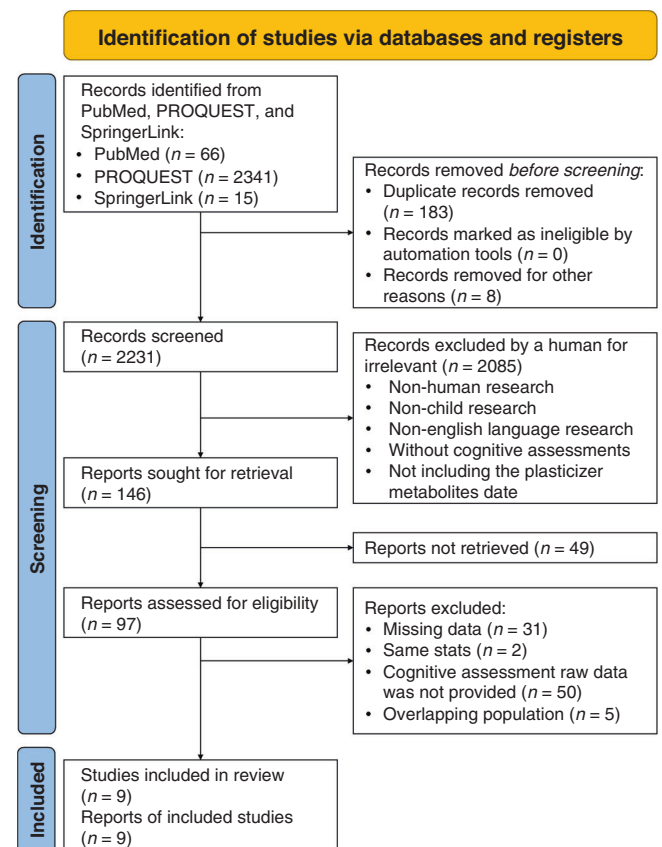 Identification of studies via databases and registers
Identification
Records identified from
PubMed, PROQUEST, and
SpringerLink:
• PubMed (n = 66)
• PROQUEST (n = 2341)
• SpringerLink (n = 15)
Records removed before screening:
• Duplicate records removed
(n = 183)
• Records marked as ineligible by
automation tools (n = 0)
• Records removed for other
reasons (n = 8)
Screening
Records screened
(n = 2231)
Records excluded by a human for
irrelevant (n = 2085)
• Non-human research
• Non-child research
• Non-english language research
• Without cognitive assessments
• Not including the plasticizer
metabolites date
Reports sought for retrieval
(n = 146)
Reports not retrieved (n = 49)
Reports assessed for eligibility
(n = 97)
Reports excluded:
• Missing data (n = 31)
• Same stats (n = 2)
• Cognitive assessment raw data
was not provided (n = 50)
• Overlapping population (n = 5)
Included
Studies included in review
(n = 9)
Reports of included studies
(n = 9)